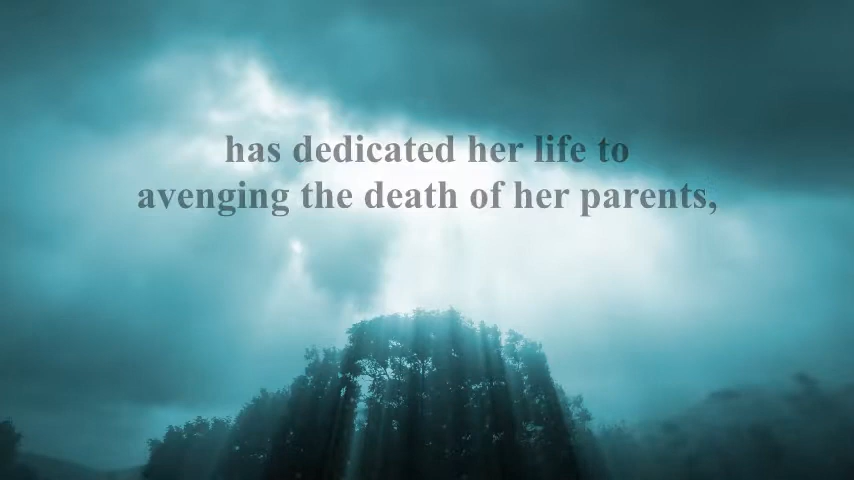 has dedicated her life to
avenging the death of her parents,